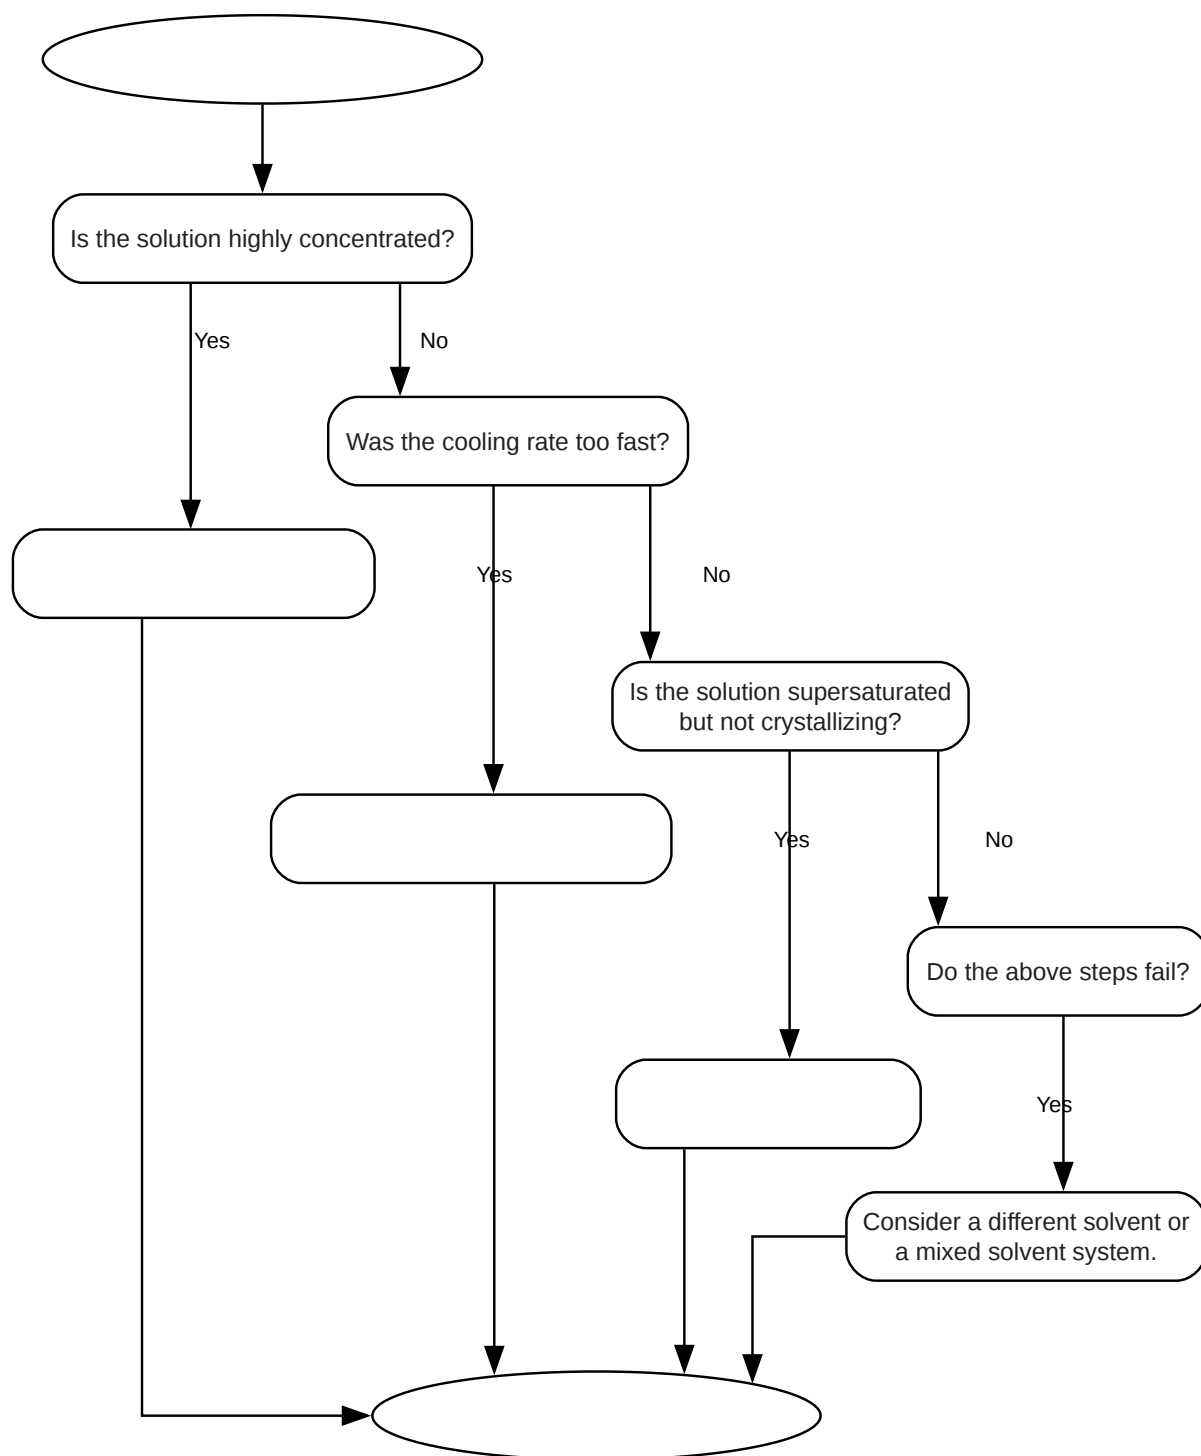 Is the solution highly concentrated?
Yes
No
Was the cooling rate too fast?
Yes
No
Is the solution supersaturated
but not crystallizing?
Yes
No
Do the above steps fail?
Yes
Consider a different solvent or
a mixed solvent system.